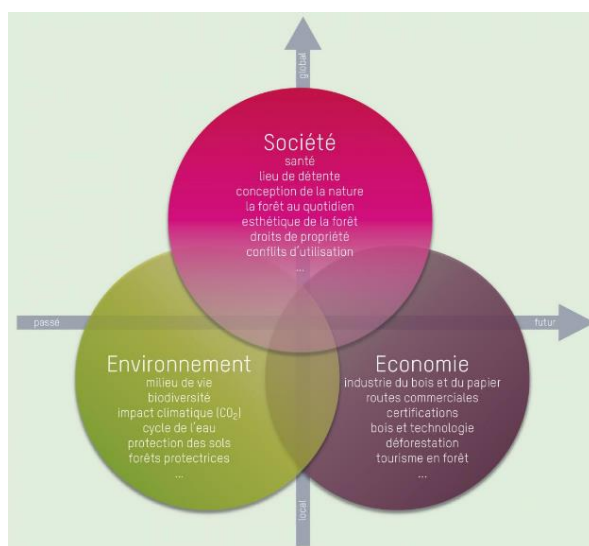 global
Société
santé
lieu de détente
conception de la nature
la forêt au quotidien
esthétique de la forêt
droits de propriété
conflits d'utilisation
...
passé
futur
Environnement
milieu de vie
biodiversité
impact climatique (CO₂)
cycle de l'eau
protection des sols
forêts protectrices
...
Economie
industrie du bois et du papier
routes commerciales
certifications
bois et technologie
déforestation
tourisme en forêt
...
local